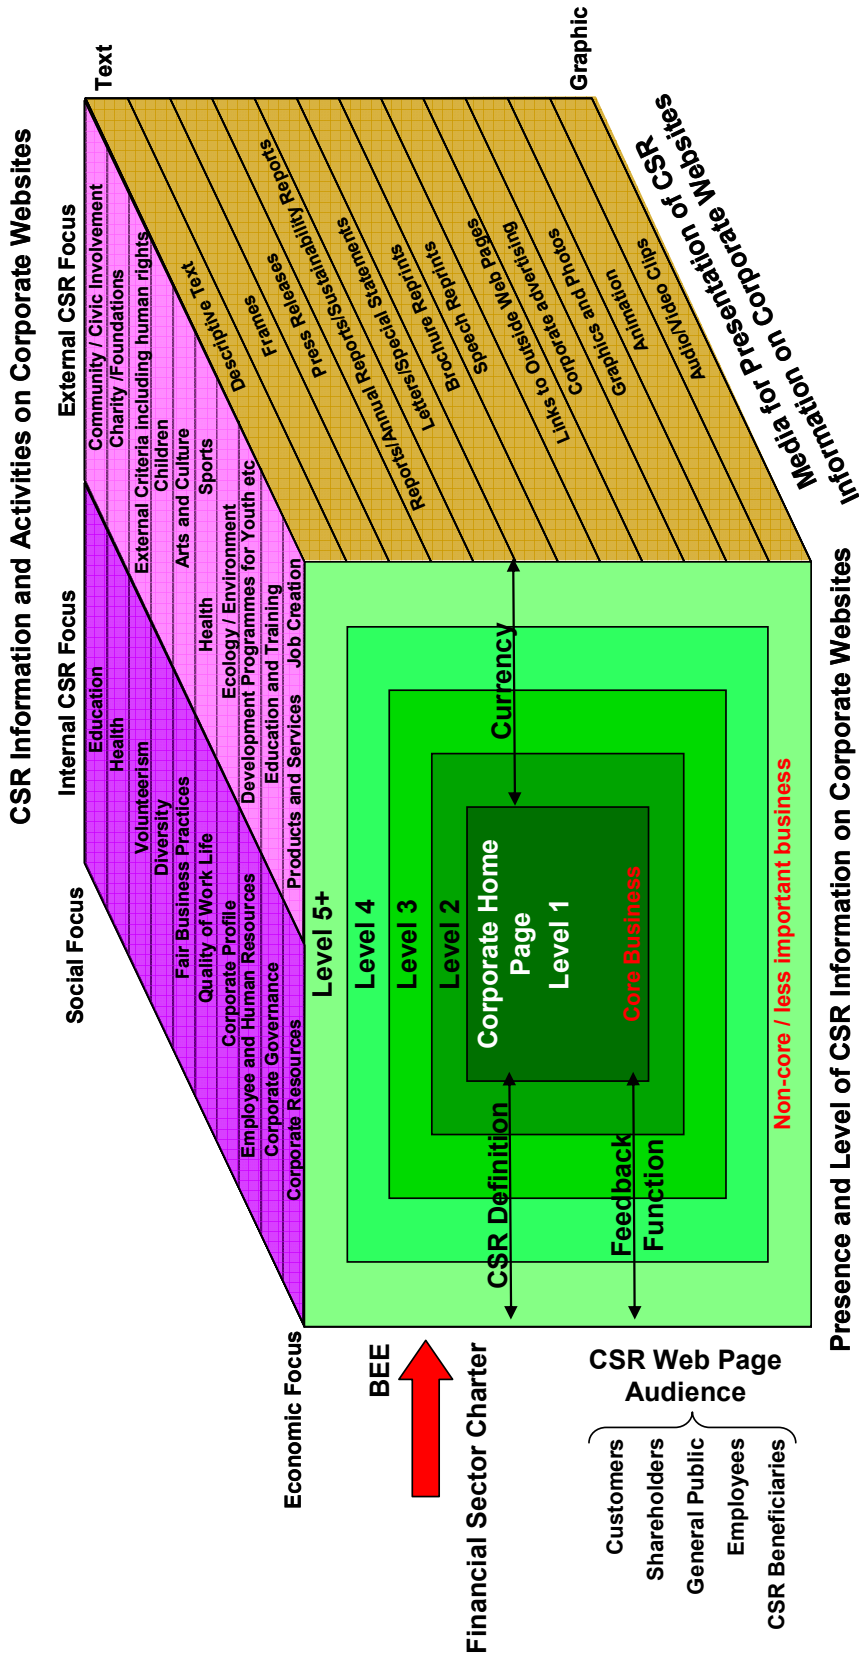 CSR Information and Activities on Corporate Websites
Social Focus
Internal CSR Focus
External CSR Focus
Education
Health
Volunteerism
Diversity
Fair Business Practices
Quality of Work Life
Corporate Profile
Employee and Human Resources
Corporate Governance
Corporate Resources
Community / Civic Involvement
Charity /Foundations
External Criteria including human rights
Children
Arts and Culture
Sports
Health
Ecology / Environment
Development Programmes for Youth etc
Education and Training
Products and Services
Job Creation
Economic Focus
Text
Descriptive Text
Frames
Press Releases
Reports/Annual Reports/Sustainability Reports
Letters/Special Statements
Brochure Reprints
Speech Reprints
Links to Outside Web Pages
Corporate advertising
Graphics and Photos
Animation
Audio/Video Clips
Graphic
Media for Presentation of CSR
Information on Corporate Websites
BEE
Financial Sector Charter
Level 5+
Level 4
Level 3
Level 2
Corporate Home
Page
Level 1
Core Business
CSR Definition
Currency
Feedback
Function
Non-core / less important business
CSR Web Page
Audience
Customers
Shareholders
General Public
Employees
CSR Beneficiaries
Presence and Level of CSR Information on Corporate Websites